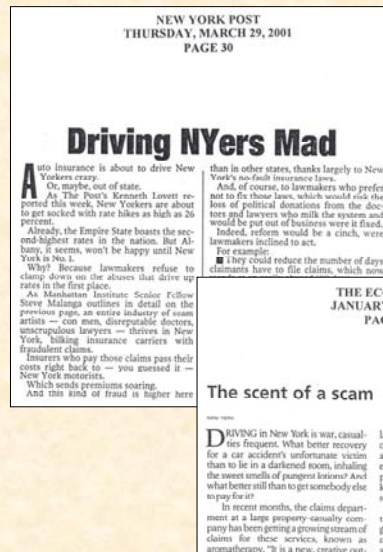 NEW YORK POST
THURSDAY, MARCH 29, 2001
PAGE 30
Driving NYers Mad
Auto insurance is about to drive New
Yorkers crazy.
Or, maybe, out of state.
As The Post's Kenneth Lovett re-
ported this week, New Yorkers are about
to get socked with rate hikes as high as 26
percent.
Already, the Empire State boasts the sec-
ond-highest rates in the nation. But Al-
bany, it seems, won't be happy until New
York is No. 1.
Why? Because lawmakers refuse to
clamp down on the abuses that drive up
rates in the first place.
As Manhattan Institute Senior Fellow
Steve Malanga outlines in detail on the
previous page, an entire industry of scam
artists — con men, disreputable doctors,
unscrupulous lawyers — thrives in New
York, bilking insurance carriers with
fraudulent claims.
Insurers who pay those claims pass their
costs right back to — you guessed it —
New York motorists.
Which sends premiums soaring.
And this kind of fraud is higher here
than in other states, thanks largely to New
York's no-fault insurance laws.
And, of course, to lawmakers who prefer
not to fix those laws, which would risk the
loss of political donations from the doc-
tors and lawyers who milk the system and
would be put out of business were it fixed.
Indeed, reform would be a cinch, were
lawmakers inclined to act.
For example:
■ They could reduce the number of days
claimants have to file claims, which now
THE EC
JANUAR
PA
The scent of a scam
NEW YORK
DRIVING in New York is war, casual-
ties frequent. What better recovery
for a car accident's unfortunate victim
than to lie in a darkened room, inhaling
the sweet smells of pungent lotions? And
what better still than to get somebody else
to pay for it?
In recent months, the claims depart-
ment at a large property-casualty com-
pany has been getting a growing stream of
claims for these services, known as
aromatherapy. "It is a new, creative out-